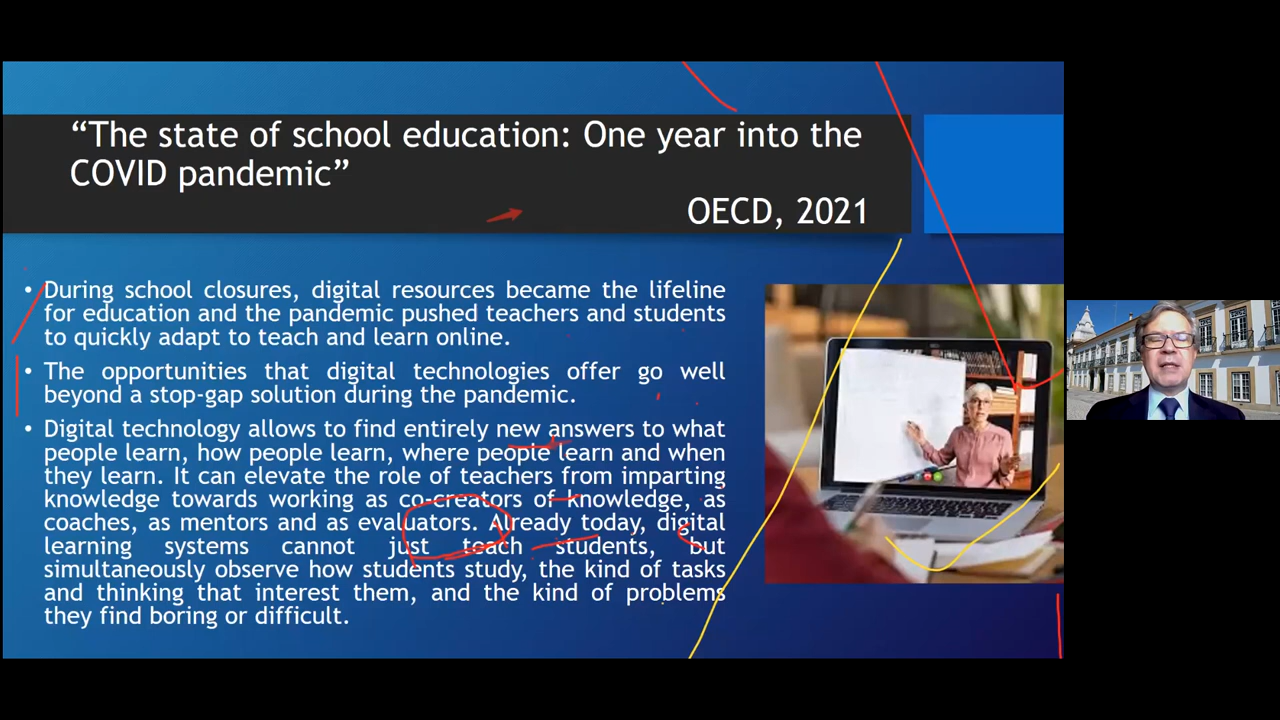 “The state of school education: One year into the
COVID pandemic”
OECD, 2021
• During school closures, digital resources became the lifeline
for education and the pandemic pushed teachers and students
to quickly adapt to teach and learn online.
• The opportunities that digital technologies offer go well
beyond a stop-gap solution during the pandemic.
• Digital technology allows to find entirely new answers to what
people learn, how people learn, where people learn and when
they learn. It can elevate the role of teachers from imparting
knowledge towards working as co-creators of knowledge, as
coaches, as mentors and as evaluators. Already today, digital
learning systems cannot just teach students, but
simultaneously observe how students study, the kind of tasks
and thinking that interest them, and the kind of problems
they find boring or difficult.